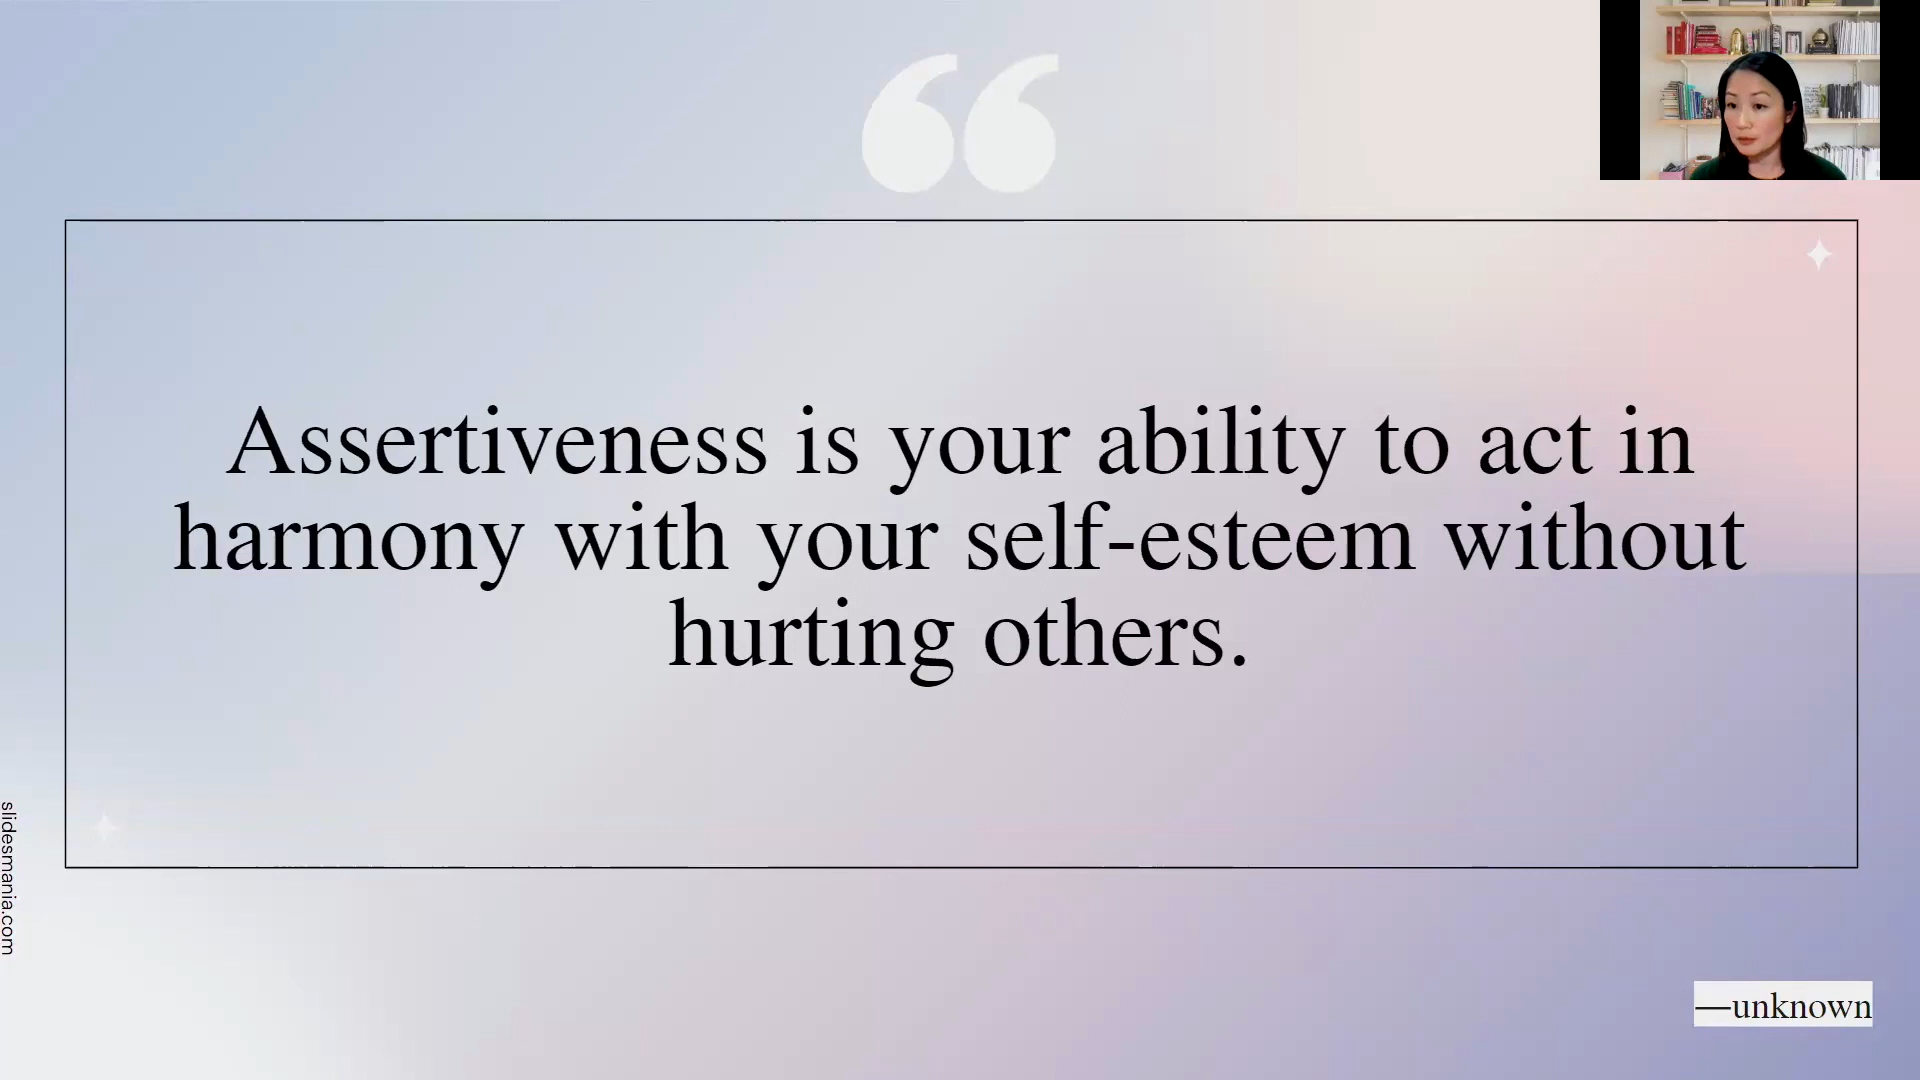 Assertiveness is your ability to act in
harmony with your self-esteem without
hurting others.
—unknown
slidesmania.com